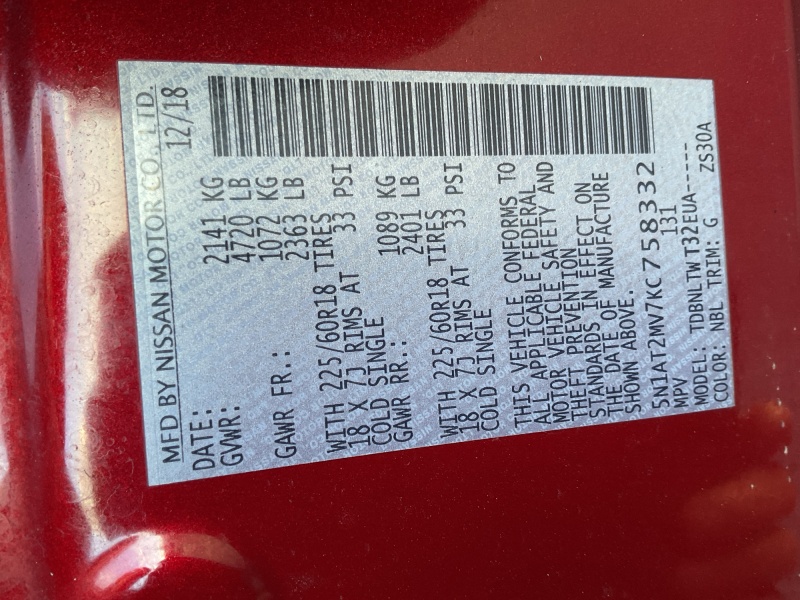 MFD BY NISSAN MOTOR CO., LTD.
DATE: 12/18
GVWR: 2141 KG
4720 LB
GAWR FR.: 1072 KG
2363 LB
WITH 225/60R18 TIRES
18 X 7J RIMS AT 33 PSI
COLD SINGLE
GAWR RR.: 1089 KG
2401 LB
WITH 225/60R18 TIRES
18 X 7J RIMS AT 33 PSI
COLD SINGLE
THIS VEHICLE CONFORMS TO
ALL APPLICABLE FEDERAL
MOTOR VEHICLE SAFETY AND
THEFT PREVENTION
STANDARDS IN EFFECT ON
THE DATE OF MANUFACTURE
SHOWN ABOVE.
5N1AT2MV7KC758332
MPV 131
MODEL: TDBNLTWT32EUA-----
COLOR: NBL TRIM: G ZS30A